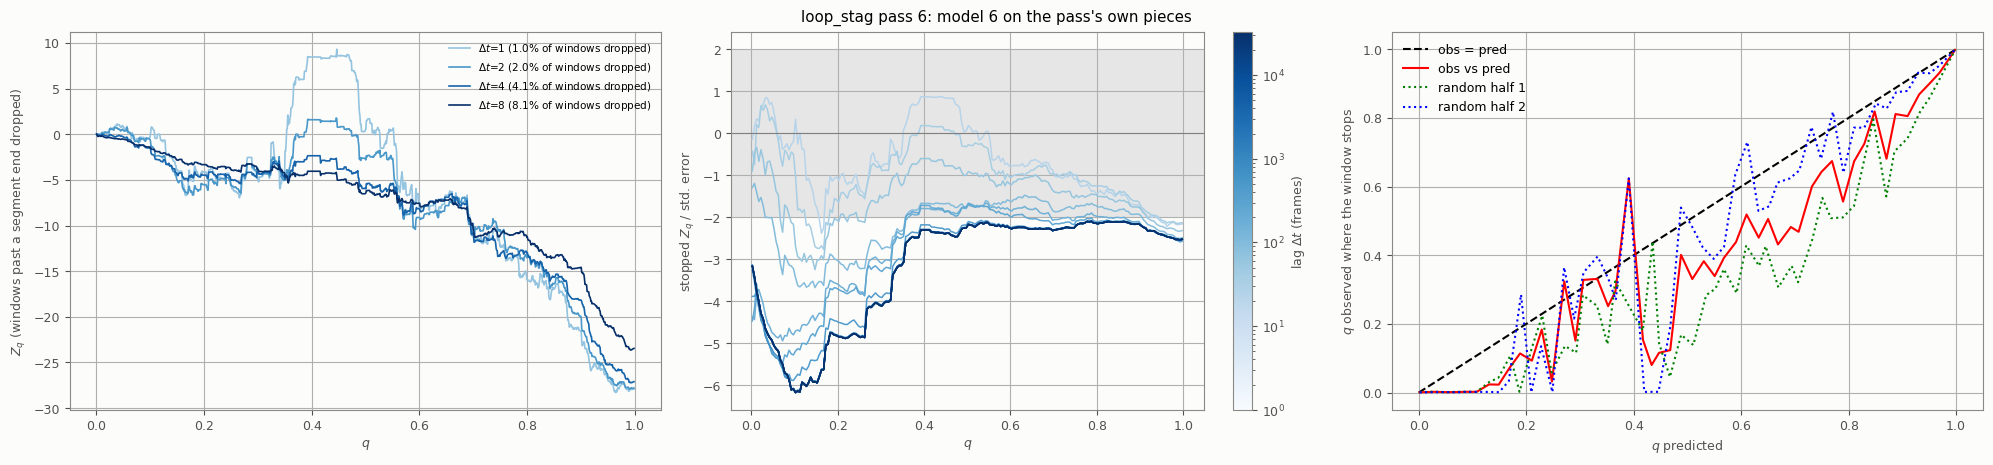 loop_stag pass 6: model 6 on the pass's own pieces
Z_q (windows past a segment end dropped)
10
5
0
−5
−10
−15
−20
−25
−30
0.0 0.2 0.4 0.6 0.8 1.0
q
Δt=1 (1.0% of windows dropped)
Δt=2 (2.0% of windows dropped)
Δt=4 (4.1% of windows dropped)
Δt=8 (8.1% of windows dropped)
stopped Z_q / std. error
2
1
0
−1
−2
−3
−4
−5
−6
0.0 0.2 0.4 0.6 0.8 1.0
q
10^4
10^3
10^2
10^1
10^0
lag Δt (frames)
q observed where the window stops
1.0
0.8
0.6
0.4
0.2
0.0
0.0 0.2 0.4 0.6 0.8 1.0
q predicted
obs = pred
obs vs pred
random half 1
random half 2